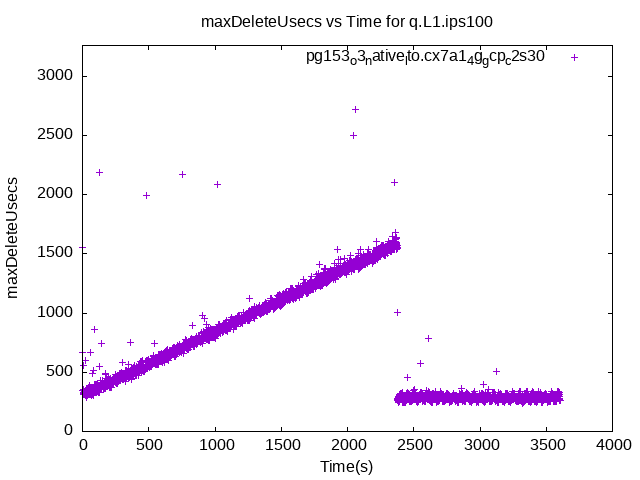 maxDeleteUsecs vs Time for q.L1.ips100
pg153_o3_native_lto.cx7a1_4g_gcp_c2s30
maxDeleteUsecs
3000
2500
2000
1500
1000
500
0
0 500 1000 1500 2000 2500 3000 3500 4000
Time(s)